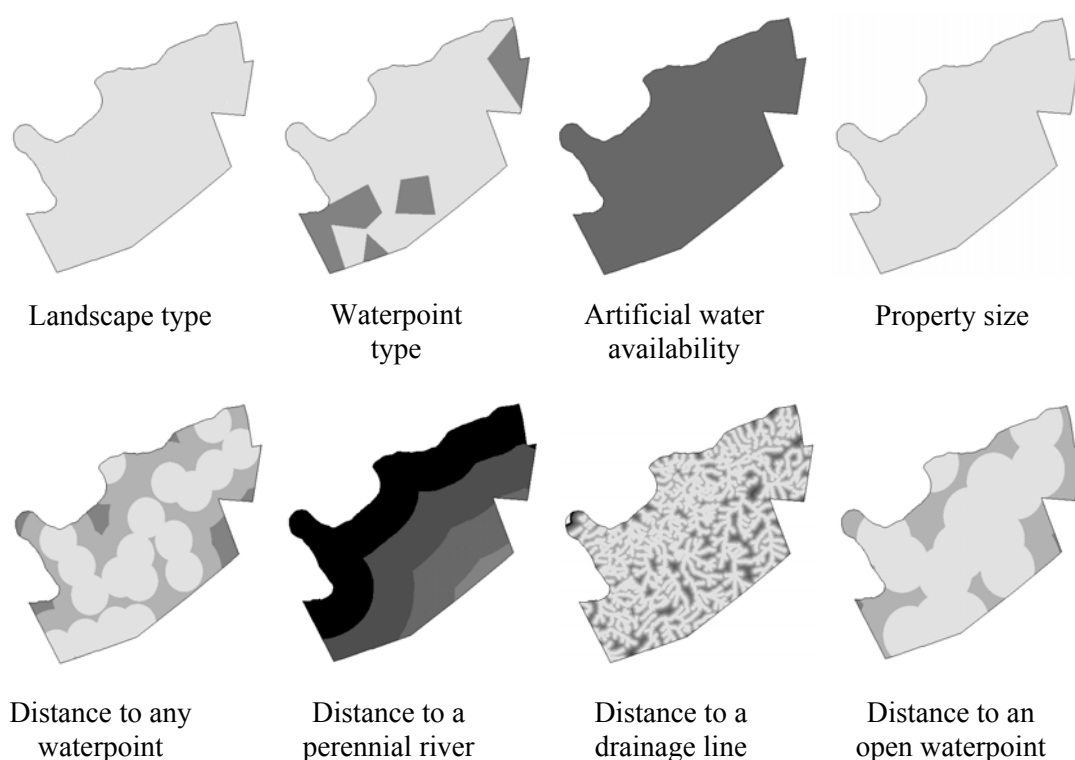 Landscape type
Waterpoint
type
Artificial water
availability
Property size
Distance to any
waterpoint
Distance to a
perennial river
Distance to a
drainage line
Distance to an
open waterpoint